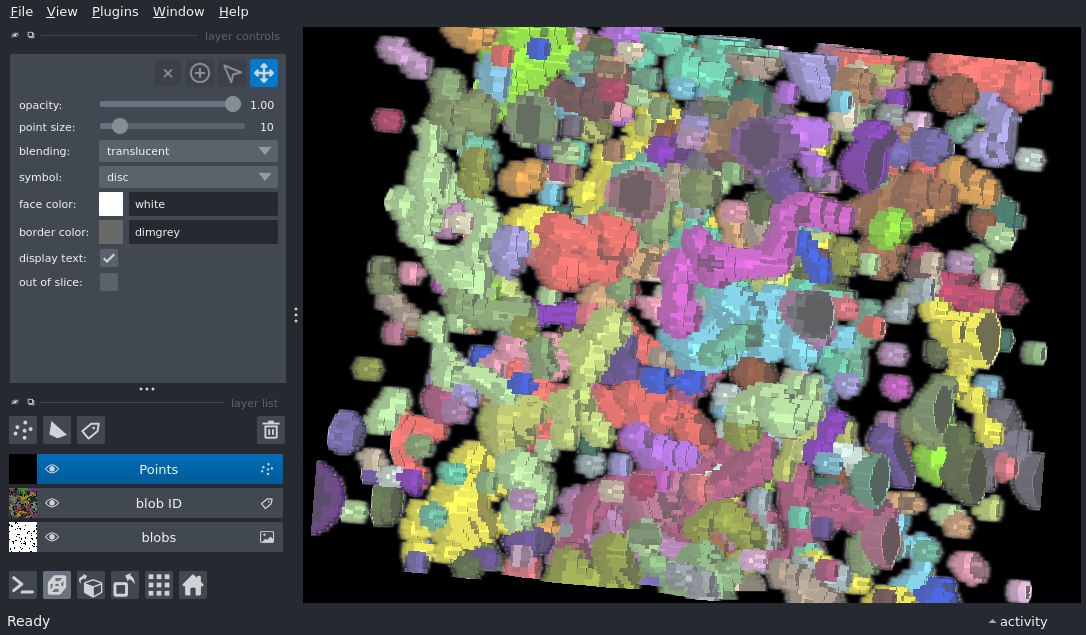 File View Plugins Window Help
layer controls
opacity: 1.00
point size: 10
blending: translucent
symbol: disc
face color: white
border color: dimgrey
display text:
out of slice:
layer list
Points
blob ID
blobs
Ready activity